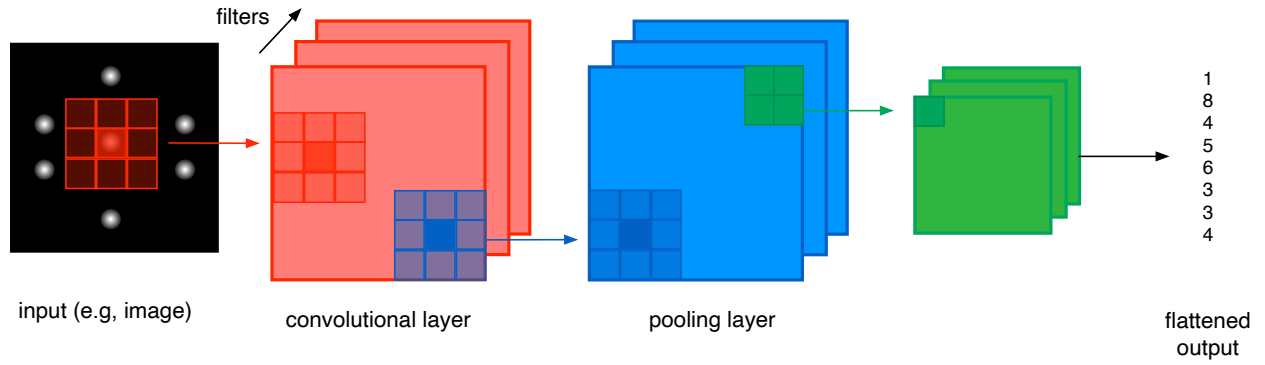 filters
input (e.g, image)
convolutional layer
pooling layer
1
8
4
5
6
3
3
4
flattened
output